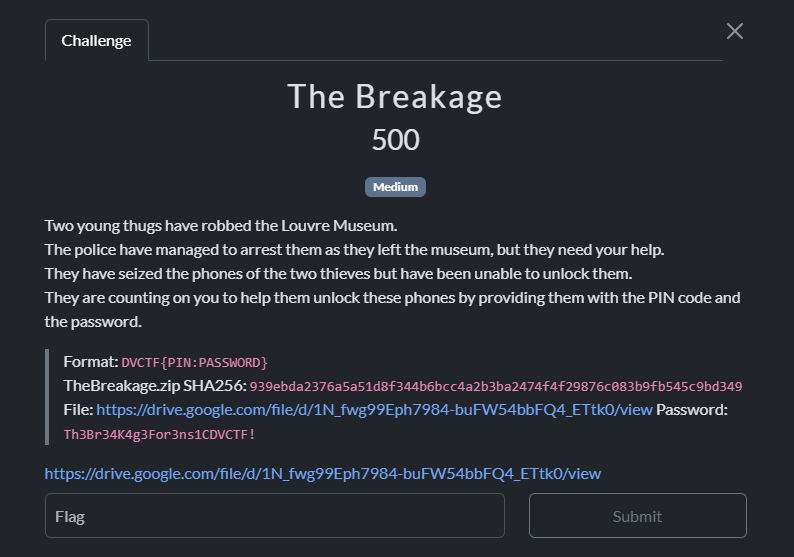 Challenge
The Breakage
500
Medium
Two young thugs have robbed the Louvre Museum.
The police have managed to arrest them as they left the museum, but they need your help.
They have seized the phones of the two thieves but have been unable to unlock them.
They are counting on you to help them unlock these phones by providing them with the PIN code and
the password.
Format: DVCTF{PIN:PASSWORD}
TheBreakage.zip SHA256: 939ebda2376a5a51d8f344b6bcc4a2b3ba2474f4f29876c083b9fb545c9bd349
File: https://drive.google.com/file/d/1N_fwg99Eph7984-buFW54bbFQ4_ETtk0/view Password:
Th3Br34K4g3For3ns1CDVCTF!
https://drive.google.com/file/d/1N_fwg99Eph7984-buFW54bbFQ4_ETtk0/view
Flag
Submit